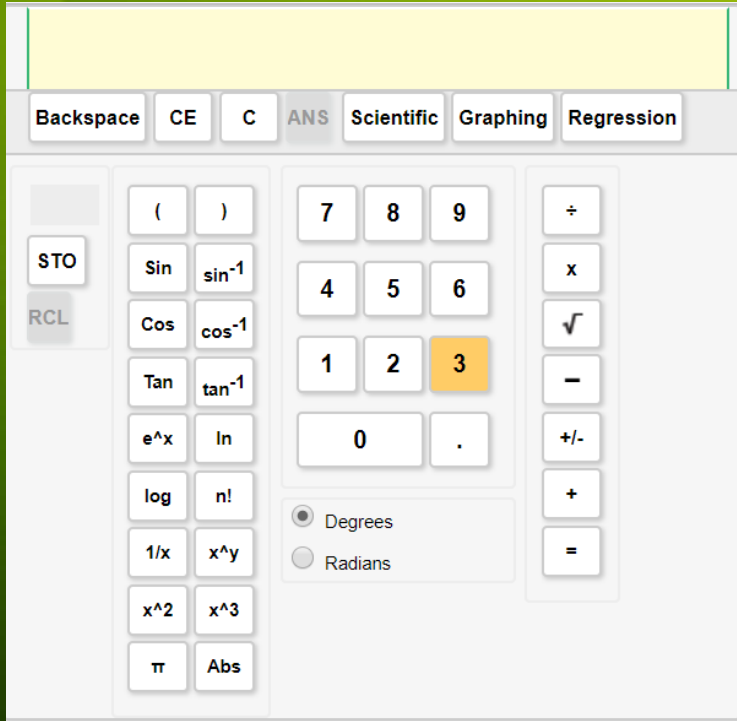 Backspace CE C ANS Scientific Graphing Regression
( ) 7 8 9 ÷
STO Sin sin-1 4 5 6 x
RCL Cos cos-1 √
1 2 3
Tan tan-1 −
e^x ln 0 . +/-
log n! +
Degrees
1/x x^y Radians =
x^2 x^3
π Abs